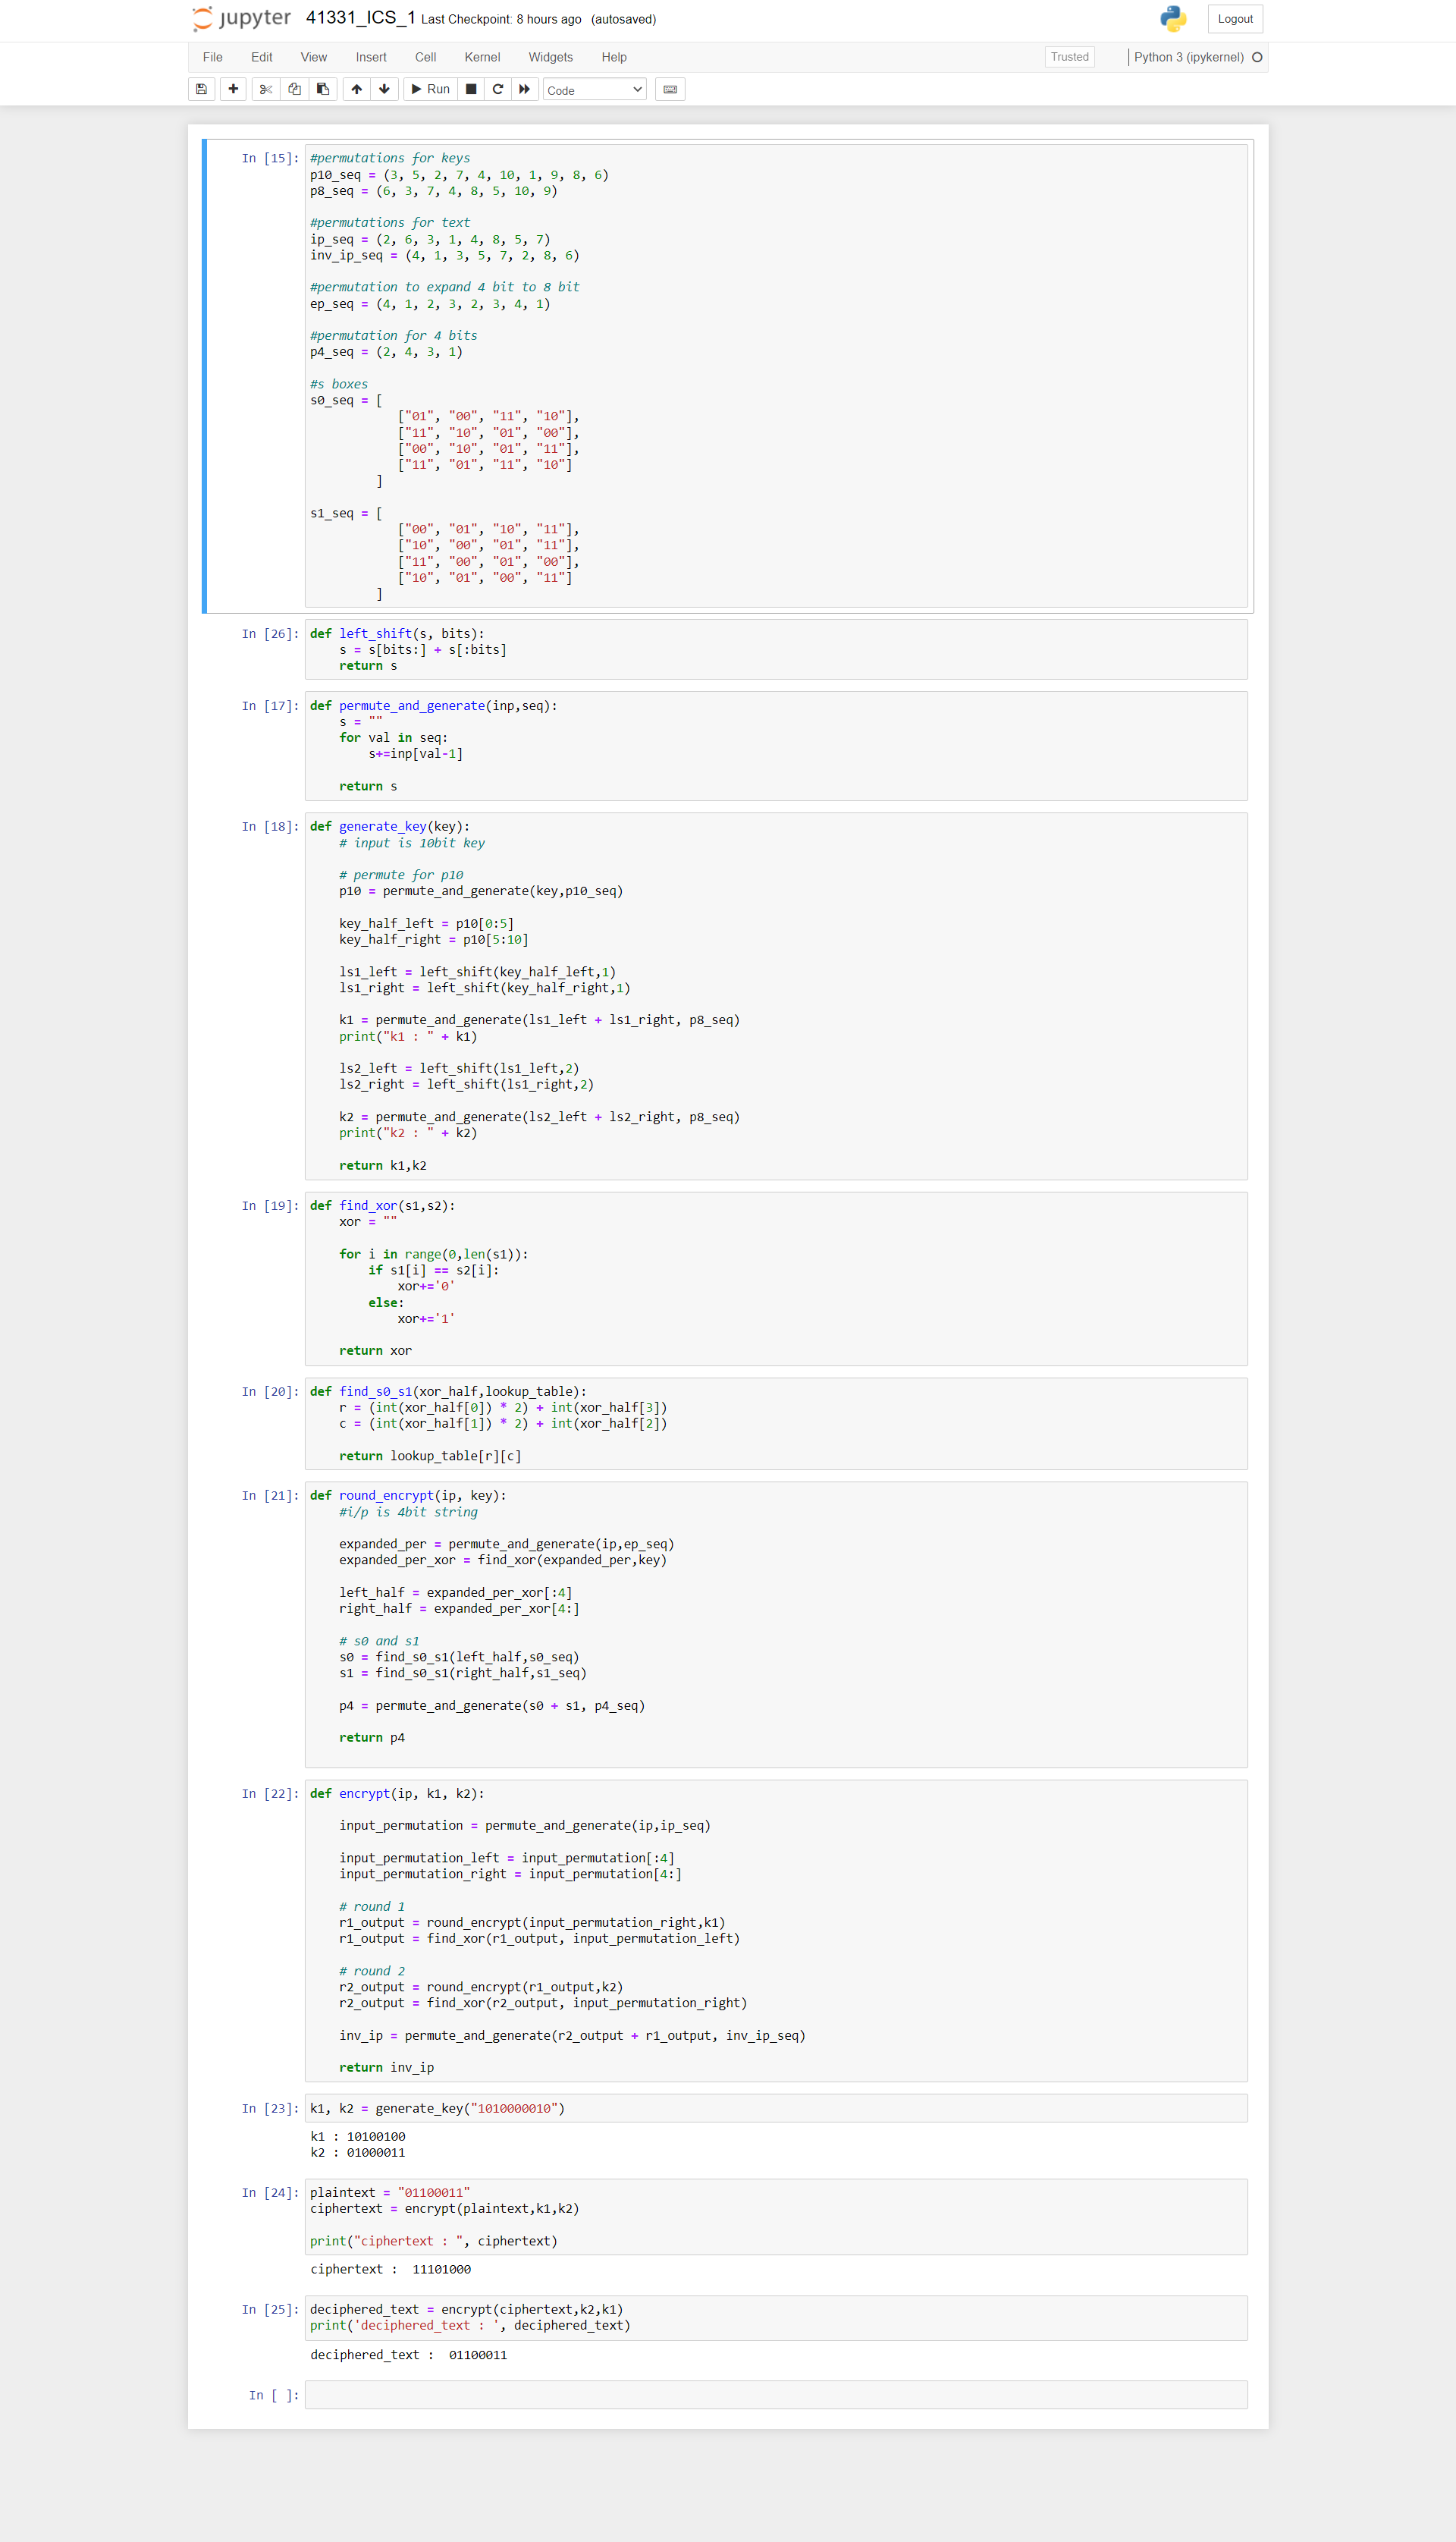 jupyter 41331_ICS_1 Last Checkpoint: 8 hours ago (autosaved)
Logout
File Edit View Insert Cell Kernel Widgets Help
Trusted
Python 3 (ipykernel)
Run
Code
In [15]:
#permutations for keys
p10_seq = (3, 5, 2, 7, 4, 10, 1, 9, 8, 6)
p8_seq = (6, 3, 7, 4, 8, 5, 10, 9)
#permutations for text
ip_seq = (2, 6, 3, 1, 4, 8, 5, 7)
inv_ip_seq = (4, 1, 3, 5, 7, 2, 8, 6)
#permutation to expand 4 bit to 8 bit
ep_seq = (4, 1, 2, 3, 2, 3, 4, 1)
#permutation for 4 bits
p4_seq = (2, 4, 3, 1)
#s boxes
s0_seq = [
["01", "00", "11", "10"],
["11", "10", "01", "00"],
["00", "10", "01", "11"],
["11", "01", "11", "10"]
]
s1_seq = [
["00", "01", "10", "11"],
["10", "00", "01", "11"],
["11", "00", "01", "00"],
["10", "01", "00", "11"]
]
In [26]:
def left_shift(s, bits):
s = s[bits:] + s[:bits]
return s
In [17]:
def permute_and_generate(inp,seq):
s = ""
for val in seq:
s+=inp[val-1]
return s
In [18]:
def generate_key(key):
# input is 10bit key
# permute for p10
p10 = permute_and_generate(key,p10_seq)
key_half_left = p10[0:5]
key_half_right = p10[5:10]
ls1_left = left_shift(key_half_left,1)
ls1_right = left_shift(key_half_right,1)
k1 = permute_and_generate(ls1_left + ls1_right, p8_seq)
print("k1 : " + k1)
ls2_left = left_shift(ls1_left,2)
ls2_right = left_shift(ls1_right,2)
k2 = permute_and_generate(ls2_left + ls2_right, p8_seq)
print("k2 : " + k2)
return k1,k2
In [19]:
def find_xor(s1,s2):
xor = ""
for i in range(0,len(s1)):
if s1[i] == s2[i]:
xor+='0'
else:
xor+='1'
return xor
In [20]:
def find_s0_s1(xor_half,lookup_table):
r = (int(xor_half[0]) * 2) + int(xor_half[3])
c = (int(xor_half[1]) * 2) + int(xor_half[2])
return lookup_table[r][c]
In [21]:
def round_encrypt(ip, key):
#i/p is 4bit string
expanded_per = permute_and_generate(ip,ep_seq)
expanded_per_xor = find_xor(expanded_per,key)
left_half = expanded_per_xor[:4]
right_half = expanded_per_xor[4:]
# s0 and s1
s0 = find_s0_s1(left_half,s0_seq)
s1 = find_s0_s1(right_half,s1_seq)
p4 = permute_and_generate(s0 + s1, p4_seq)
return p4
In [22]:
def encrypt(ip, k1, k2):
input_permutation = permute_and_generate(ip,ip_seq)
input_permutation_left = input_permutation[:4]
input_permutation_right = input_permutation[4:]
# round 1
r1_output = round_encrypt(input_permutation_right,k1)
r1_output = find_xor(r1_output, input_permutation_left)
# round 2
r2_output = round_encrypt(r1_output,k2)
r2_output = find_xor(r2_output, input_permutation_right)
inv_ip = permute_and_generate(r2_output + r1_output, inv_ip_seq)
return inv_ip
In [23]:
k1, k2 = generate_key("1010000010")
k1 : 10100100
k2 : 01000011
In [24]:
plaintext = "01100011"
ciphertext = encrypt(plaintext,k1,k2)
print("ciphertext : ", ciphertext)
ciphertext :  11101000
In [25]:
deciphered_text = encrypt(ciphertext,k2,k1)
print('deciphered_text : ', deciphered_text)
deciphered_text :  01100011
In [ ]: